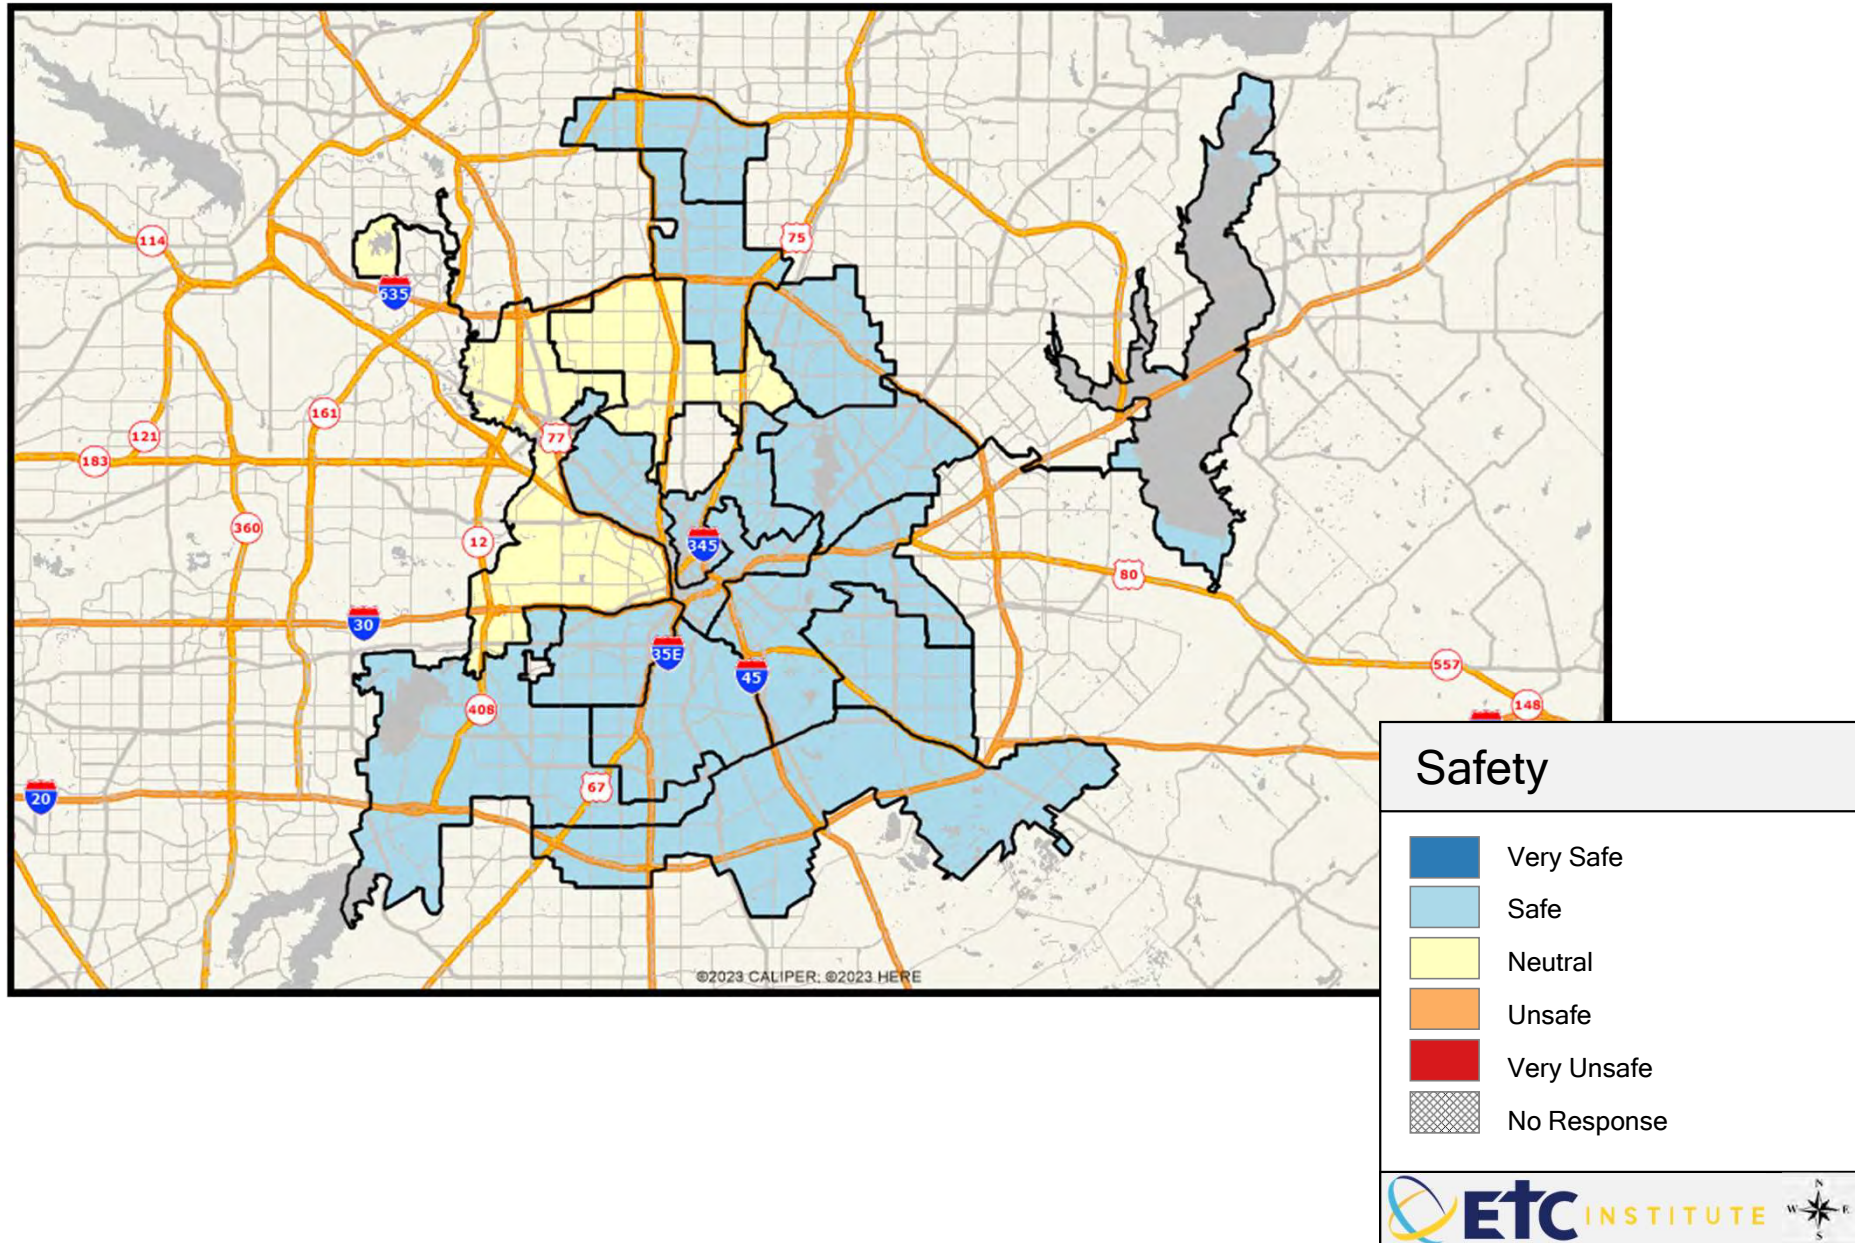 114
75
635
161
121
77
183
360
12
345
80
30
35E
45
557
408
148
67
20
©2023 CALIPER; ©2023 HERE
Safety
Very Safe
Safe
Neutral
Unsafe
Very Unsafe
No Response
ETC INSTITUTE
N
W E
S